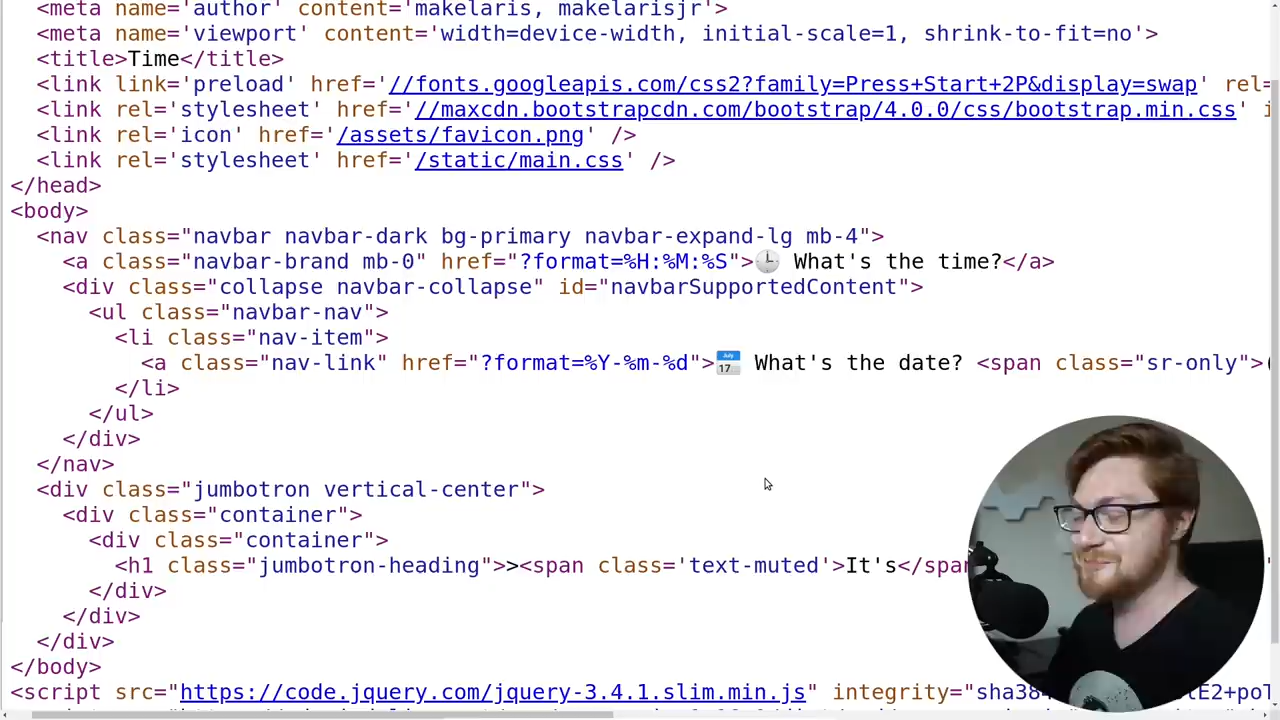 <meta name='author' content='makelaris, makelarisjr'>
<meta name='viewport' content='width=device-width, initial-scale=1, shrink-to-fit=no'>
<title>Time</title>
<link link='preload' href='//fonts.googleapis.com/css2?family=Press+Start+2P&display=swap' rel=
<link rel='stylesheet' href='//maxcdn.bootstrapcdn.com/bootstrap/4.0.0/css/bootstrap.min.css' i
<link rel='icon' href='/assets/favicon.png' />
<link rel='stylesheet' href='/static/main.css' />
</head>
<body>
<nav class="navbar navbar-dark bg-primary navbar-expand-lg mb-4">
<a class="navbar-brand mb-0" href="?format=%H:%M:%S">🕒 What's the time?</a>
<div class="collapse navbar-collapse" id="navbarSupportedContent">
<ul class="navbar-nav">
<li class="nav-item">
<a class="nav-link" href="?format=%Y-%m-%d">📅 What's the date? <span class="sr-only">(
</li>
</ul>
</div>
</nav>
<div class="jumbotron vertical-center">
<div class="container">
<div class="container">
<h1 class="jumbotron-heading">><span class='text-muted'>It's</span
</div>
</div>
</div>
</body>
<script src="https://code.jquery.com/jquery-3.4.1.slim.min.js" integrity="sha384